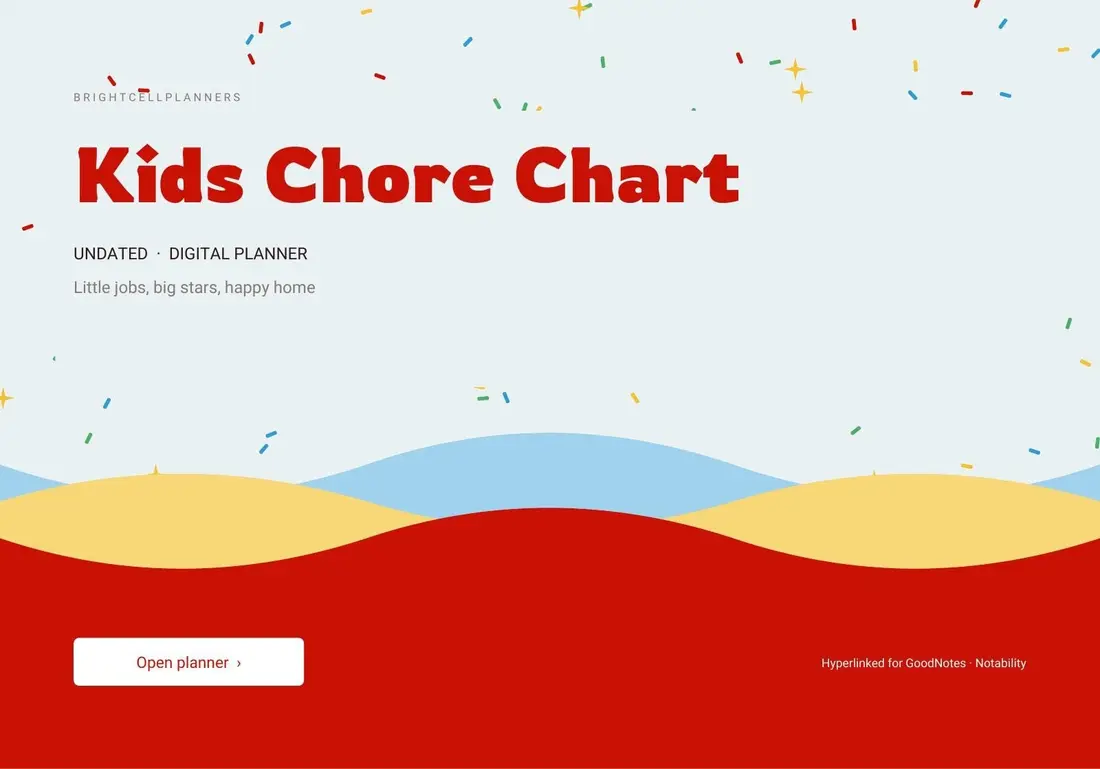 BRIGHTCELLPLANNERS
Kids Chore Chart
UNDATED · DIGITAL PLANNER
Little jobs, big stars, happy home
Open planner ›
Hyperlinked for GoodNotes · Notability